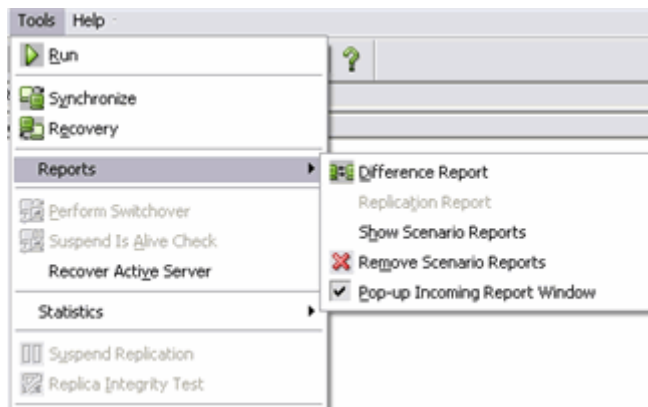 Tools Help
Run
Synchronize
Recovery
Reports
Difference Report
Replication Report
Show Scenario Reports
Remove Scenario Reports
Pop-up Incoming Report Window
Perform Switchover
Suspend Is Alive Check
Recover Active Server
Statistics
Suspend Replication
Replica Integrity Test